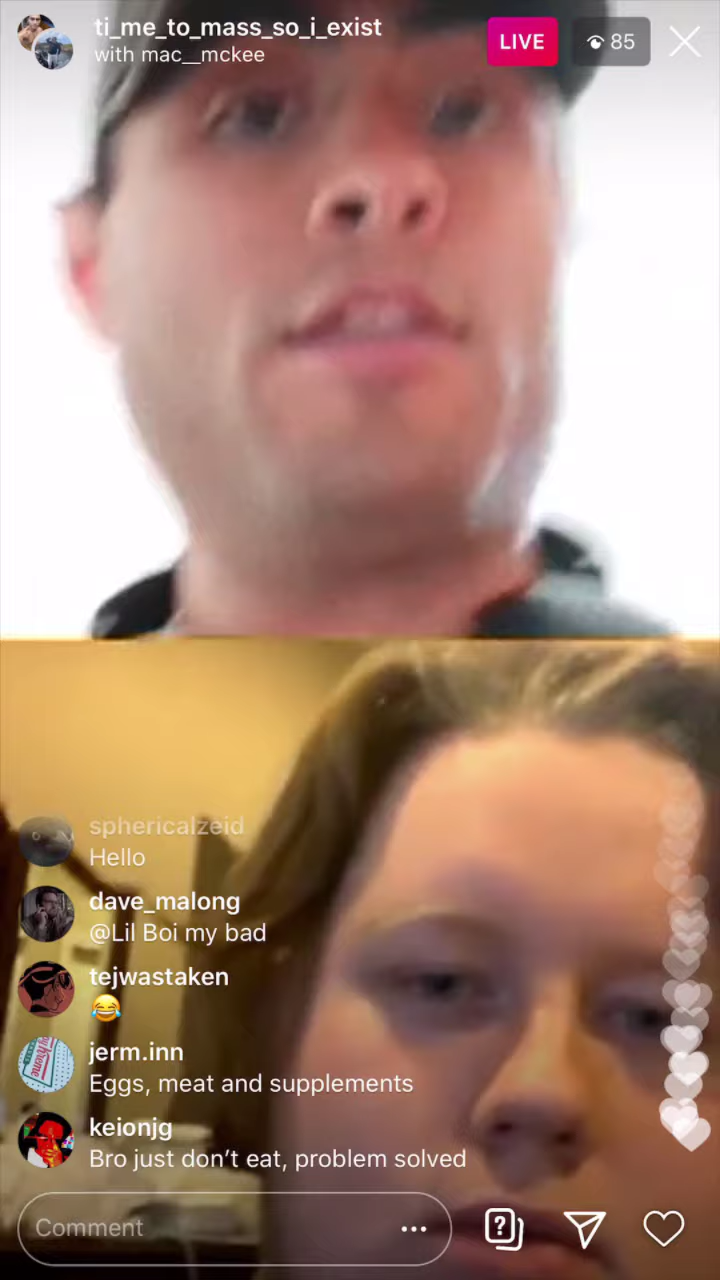 ti_me_to_mass_so_i_exist
with mac__mckee
LIVE
85
sphericalzeid
Hello
dave_malong
@Lil Boi my bad
tejwastaken
😂
jerm.inn
Eggs, meat and supplements
keionjg
Bro just don’t eat, problem solved
Comment